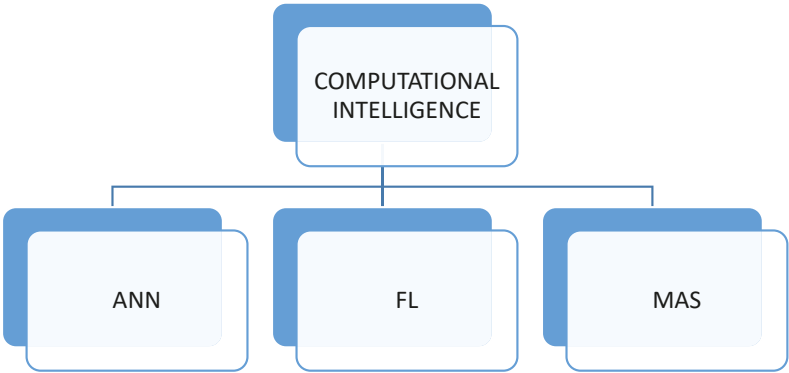 COMPUTATIONAL
INTELLIGENCE
ANN
FL
MAS